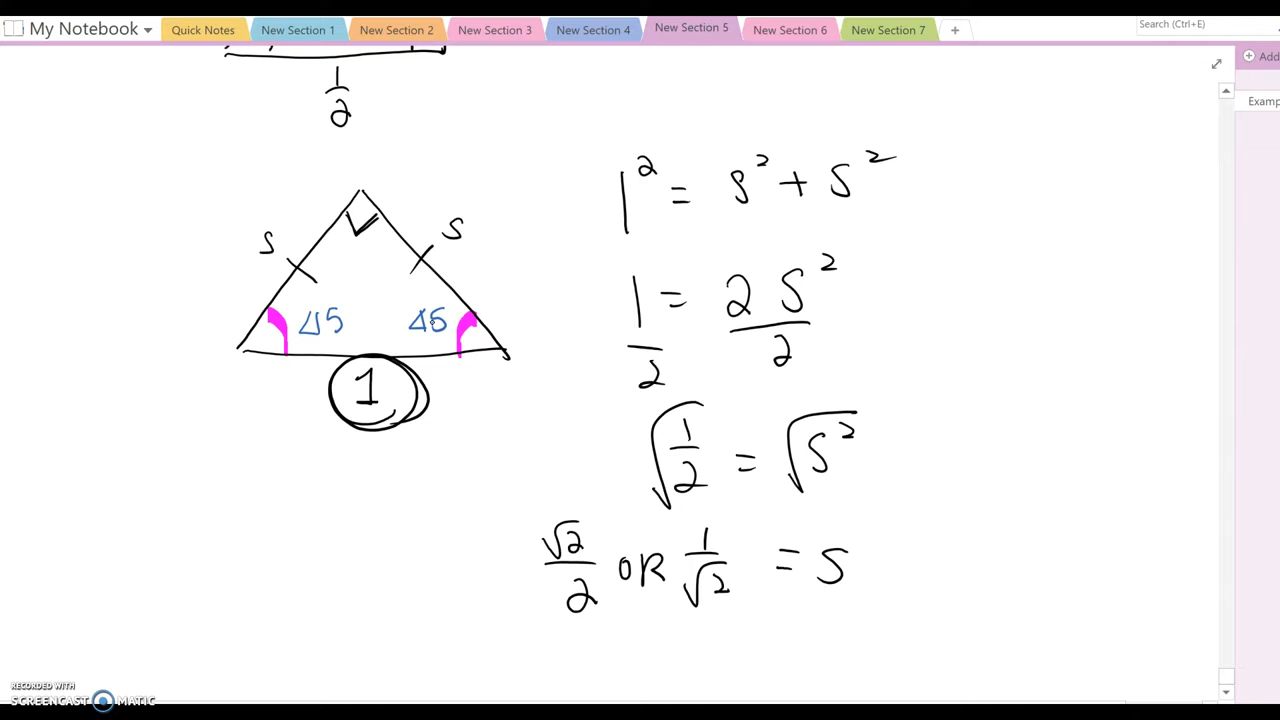 My Notebook
Quick Notes
New Section 1
New Section 2
New Section 3
New Section 4
New Section 5
New Section 6
New Section 7
Search (Ctrl+E)
Add
Examp
1/2
1² = s² + s²
s
s
45
45
1
1/2 = 2s²/2
√(1/2) = √(s²)
√2/2 OR 1/√2 = s
RECORDED WITH
SCREENCAST MATIC